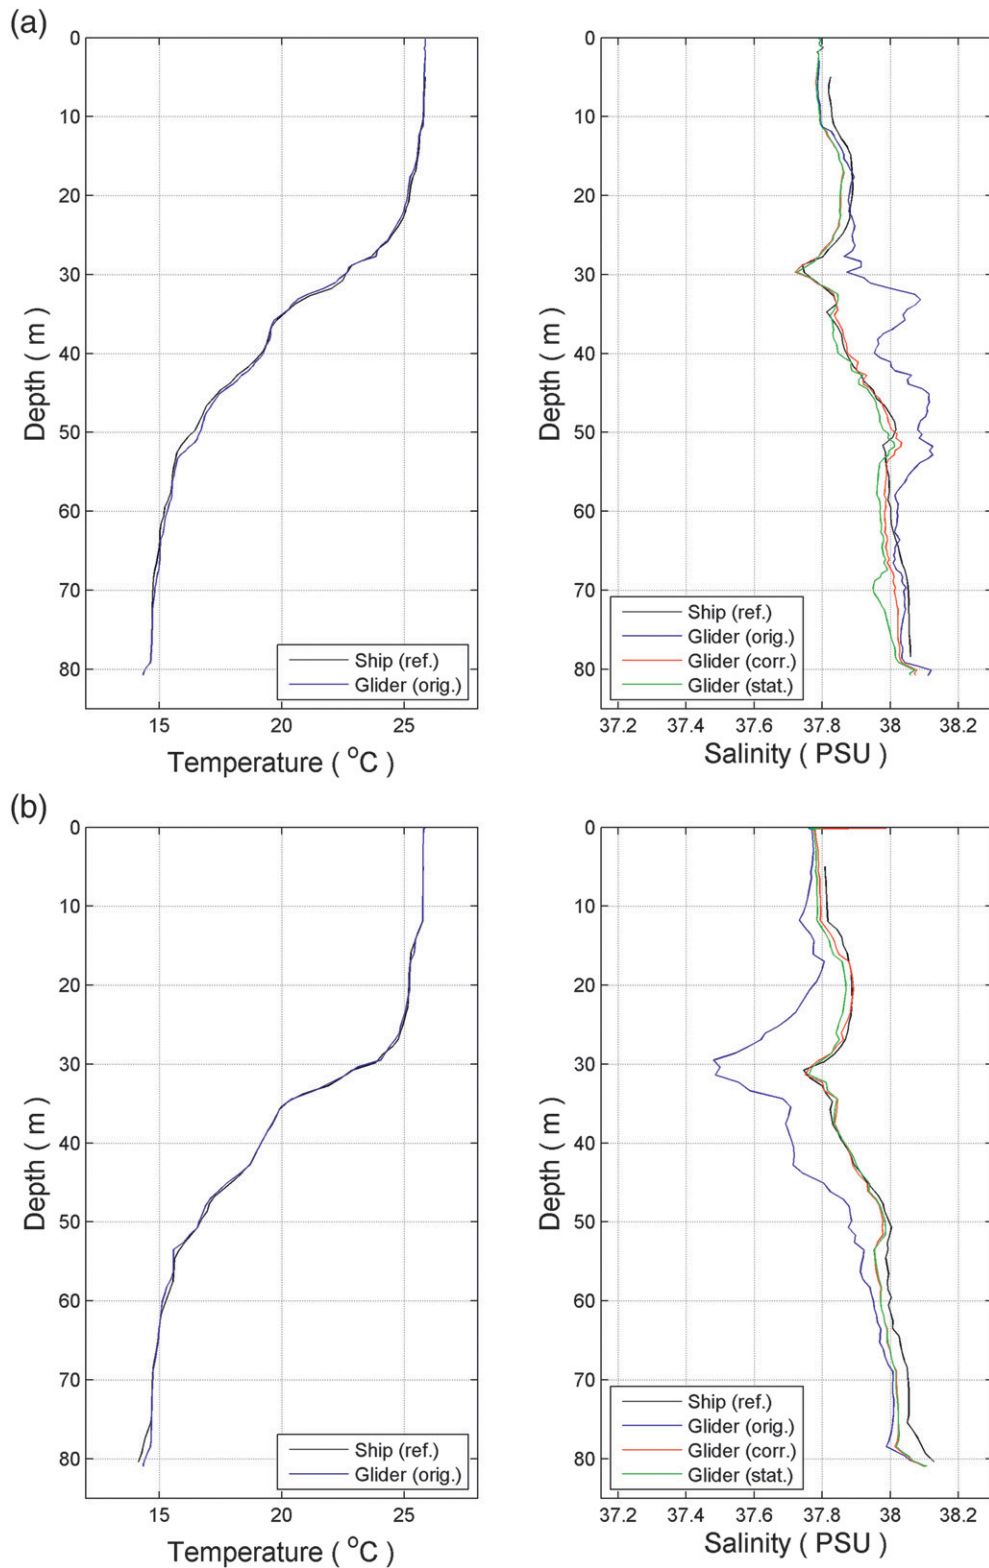 (a)
0
10
20
30
40
50
60
70
80
Depth ( m )
15 20 25
Temperature ( °C )
Ship (ref.)
Glider (orig.)
0
10
20
30
40
50
60
70
80
Depth ( m )
37.2 37.4 37.6 37.8 38 38.2
Salinity ( PSU )
Ship (ref.)
Glider (orig.)
Glider (corr.)
Glider (stat.)
(b)
0
10
20
30
40
50
60
70
80
Depth ( m )
15 20 25
Temperature ( °C )
Ship (ref.)
Glider (orig.)
0
10
20
30
40
50
60
70
80
Depth ( m )
37.2 37.4 37.6 37.8 38 38.2
Salinity ( PSU )
Ship (ref.)
Glider (orig.)
Glider (corr.)
Glider (stat.)